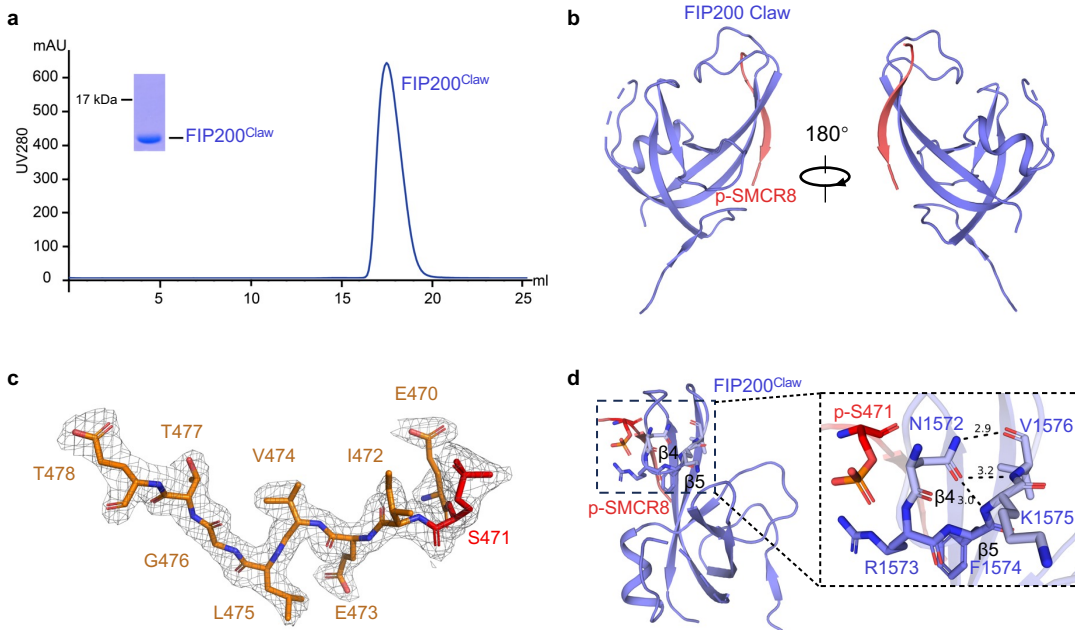 a
mAU
600
500
400
300
200
100
0
UV280
17 kDa
FIP200Claw
FIP200Claw
5
10
15
20
25
ml
b
FIP200 Claw
180°
p-SMCR8
c
E470
T477
V474
I472
T478
S471
G476
L475
E473
d
FIP200Claw
β4
β5
p-SMCR8
p-S471
N1572
2.9
V1576
3.2
β4
3.0
K1575
β5
R1573
F1574